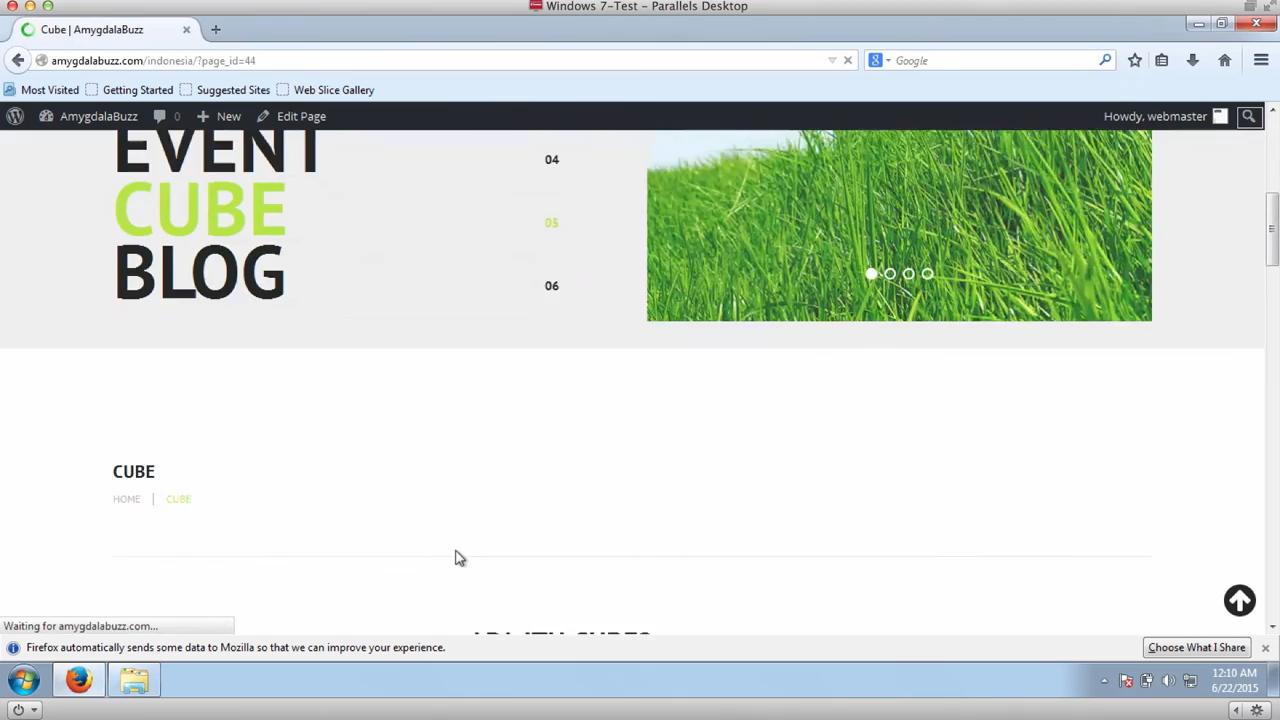 Windows 7-Test - Parallels Desktop
Cube | AmygdalaBuzz
amygdalabuzz.com/indonesia/?page_id=44
Google
Most Visited Getting Started Suggested Sites Web Slice Gallery
AmygdalaBuzz 0 New Edit Page Howdy, webmaster
EVENT 04
CUBE 05
BLOG 06
CUBE
HOME | CUBE
Waiting for amygdalabuzz.com...
Firefox automatically sends some data to Mozilla so that we can improve your experience. Choose What I Share
12:10 AM
6/22/2015